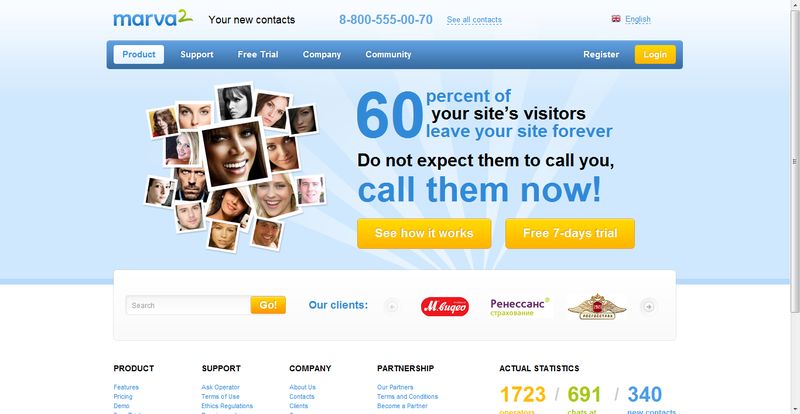 marva2
Your new contacts
8-800-555-00-70
See all contacts
English
Product
Support
Free Trial
Company
Community
Register
Login
60 percent of
your site's visitors
leave your site forever
Do not expect them to call you,
call them now!
See how it works
Free 7-days trial
Search
Go!
Our clients:
М.видео
Ренессанс
страхование
РОСГОССТРАХ
PRODUCT
SUPPORT
COMPANY
PARTNERSHIP
ACTUAL STATISTICS
Features
Ask Operator
About Us
Our Partners
1723 / 691 / 340
Pricing
Terms of Use
Contacts
Terms and Conditions
Demo
Ethics Regulations
Clients
Become a Partner
operators
chats at
new contacts